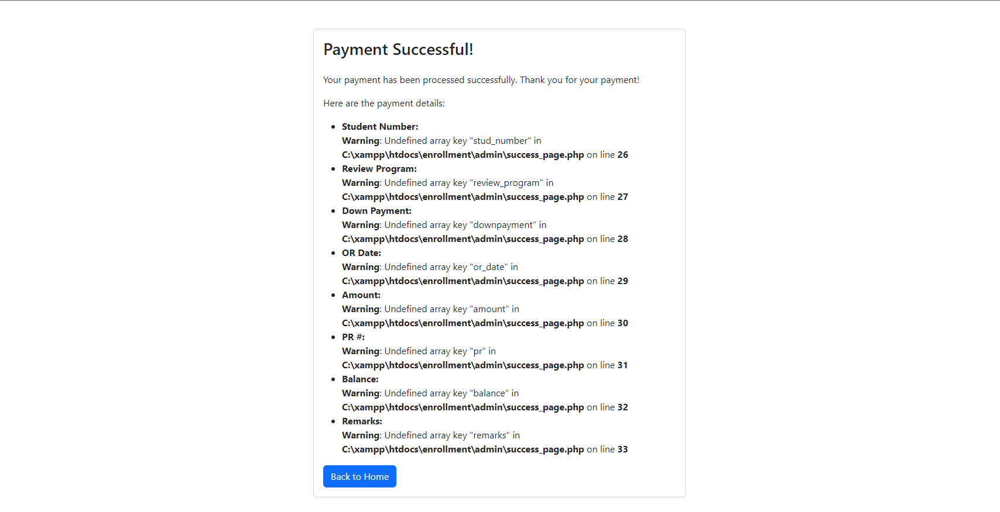 Payment Successful!
Your payment has been processed successfully. Thank you for your payment!
Here are the payment details:
• Student Number:
Warning: Undefined array key "stud_number" in
C:\xampp\htdocs\enrollment\admin\success_page.php on line 26
• Review Program:
Warning: Undefined array key "review_program" in
C:\xampp\htdocs\enrollment\admin\success_page.php on line 27
• Down Payment:
Warning: Undefined array key "downpayment" in
C:\xampp\htdocs\enrollment\admin\success_page.php on line 28
• OR Date:
Warning: Undefined array key "or_date" in
C:\xampp\htdocs\enrollment\admin\success_page.php on line 29
• Amount:
Warning: Undefined array key "amount" in
C:\xampp\htdocs\enrollment\admin\success_page.php on line 30
• PR #:
Warning: Undefined array key "pr" in
C:\xampp\htdocs\enrollment\admin\success_page.php on line 31
• Balance:
Warning: Undefined array key "balance" in
C:\xampp\htdocs\enrollment\admin\success_page.php on line 32
• Remarks:
Warning: Undefined array key "remarks" in
C:\xampp\htdocs\enrollment\admin\success_page.php on line 33
Back to Home